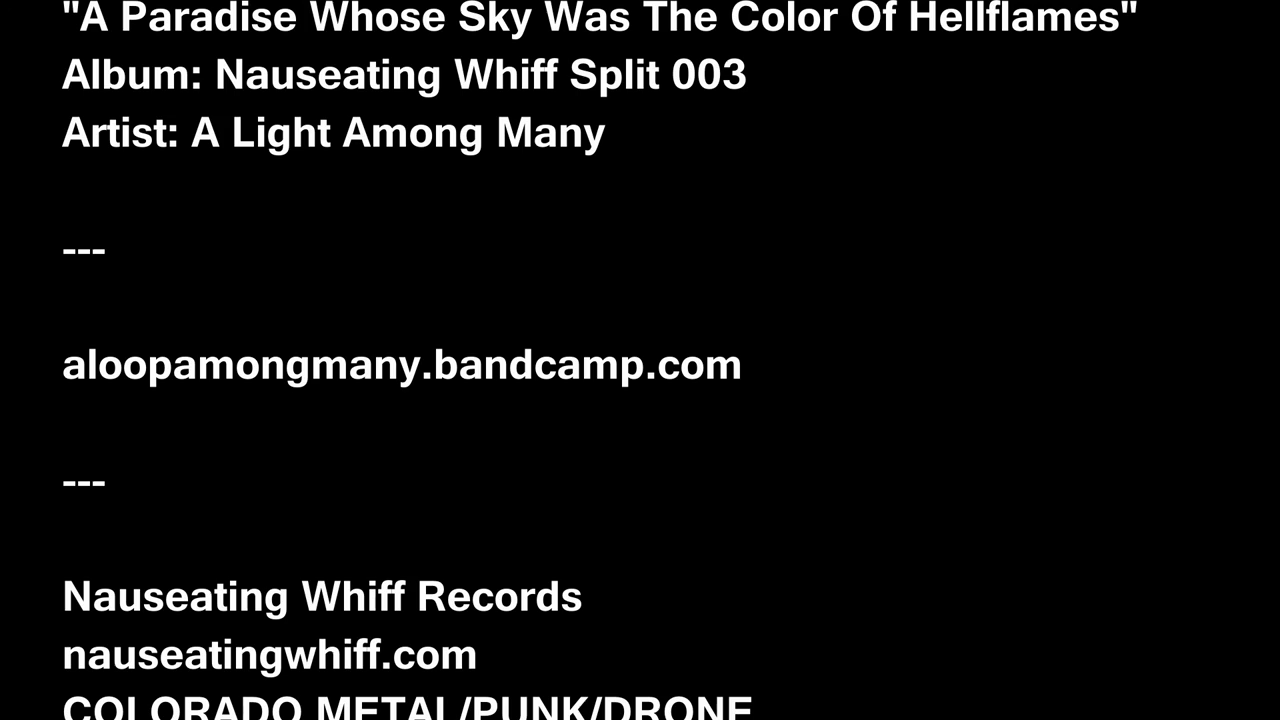 "A Paradise Whose Sky Was The Color Of Hellflames"
Album: Nauseating Whiff Split 003
Artist: A Light Among Many
---
aloopamongmany.bandcamp.com
---
Nauseating Whiff Records
nauseatingwhiff.com
COLORADO METAL/PUNK/DRONE